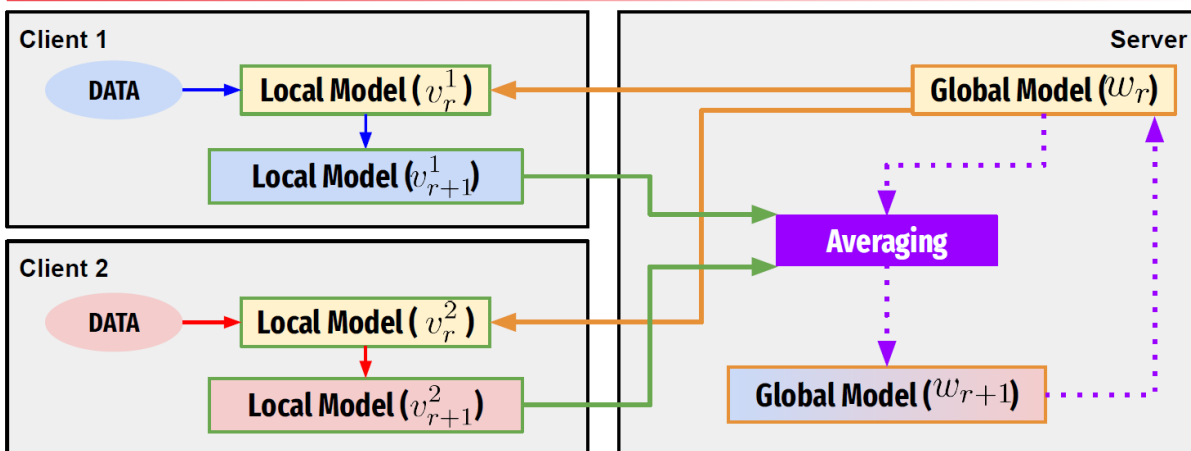 Client 1
DATA
Local Model ( v_r^1 )
Local Model ( v_{r+1}^1 )
Client 2
DATA
Local Model ( v_r^2 )
Local Model ( v_{r+1}^2 )
Server
Global Model ( w_r )
Averaging
Global Model ( w_{r+1} )